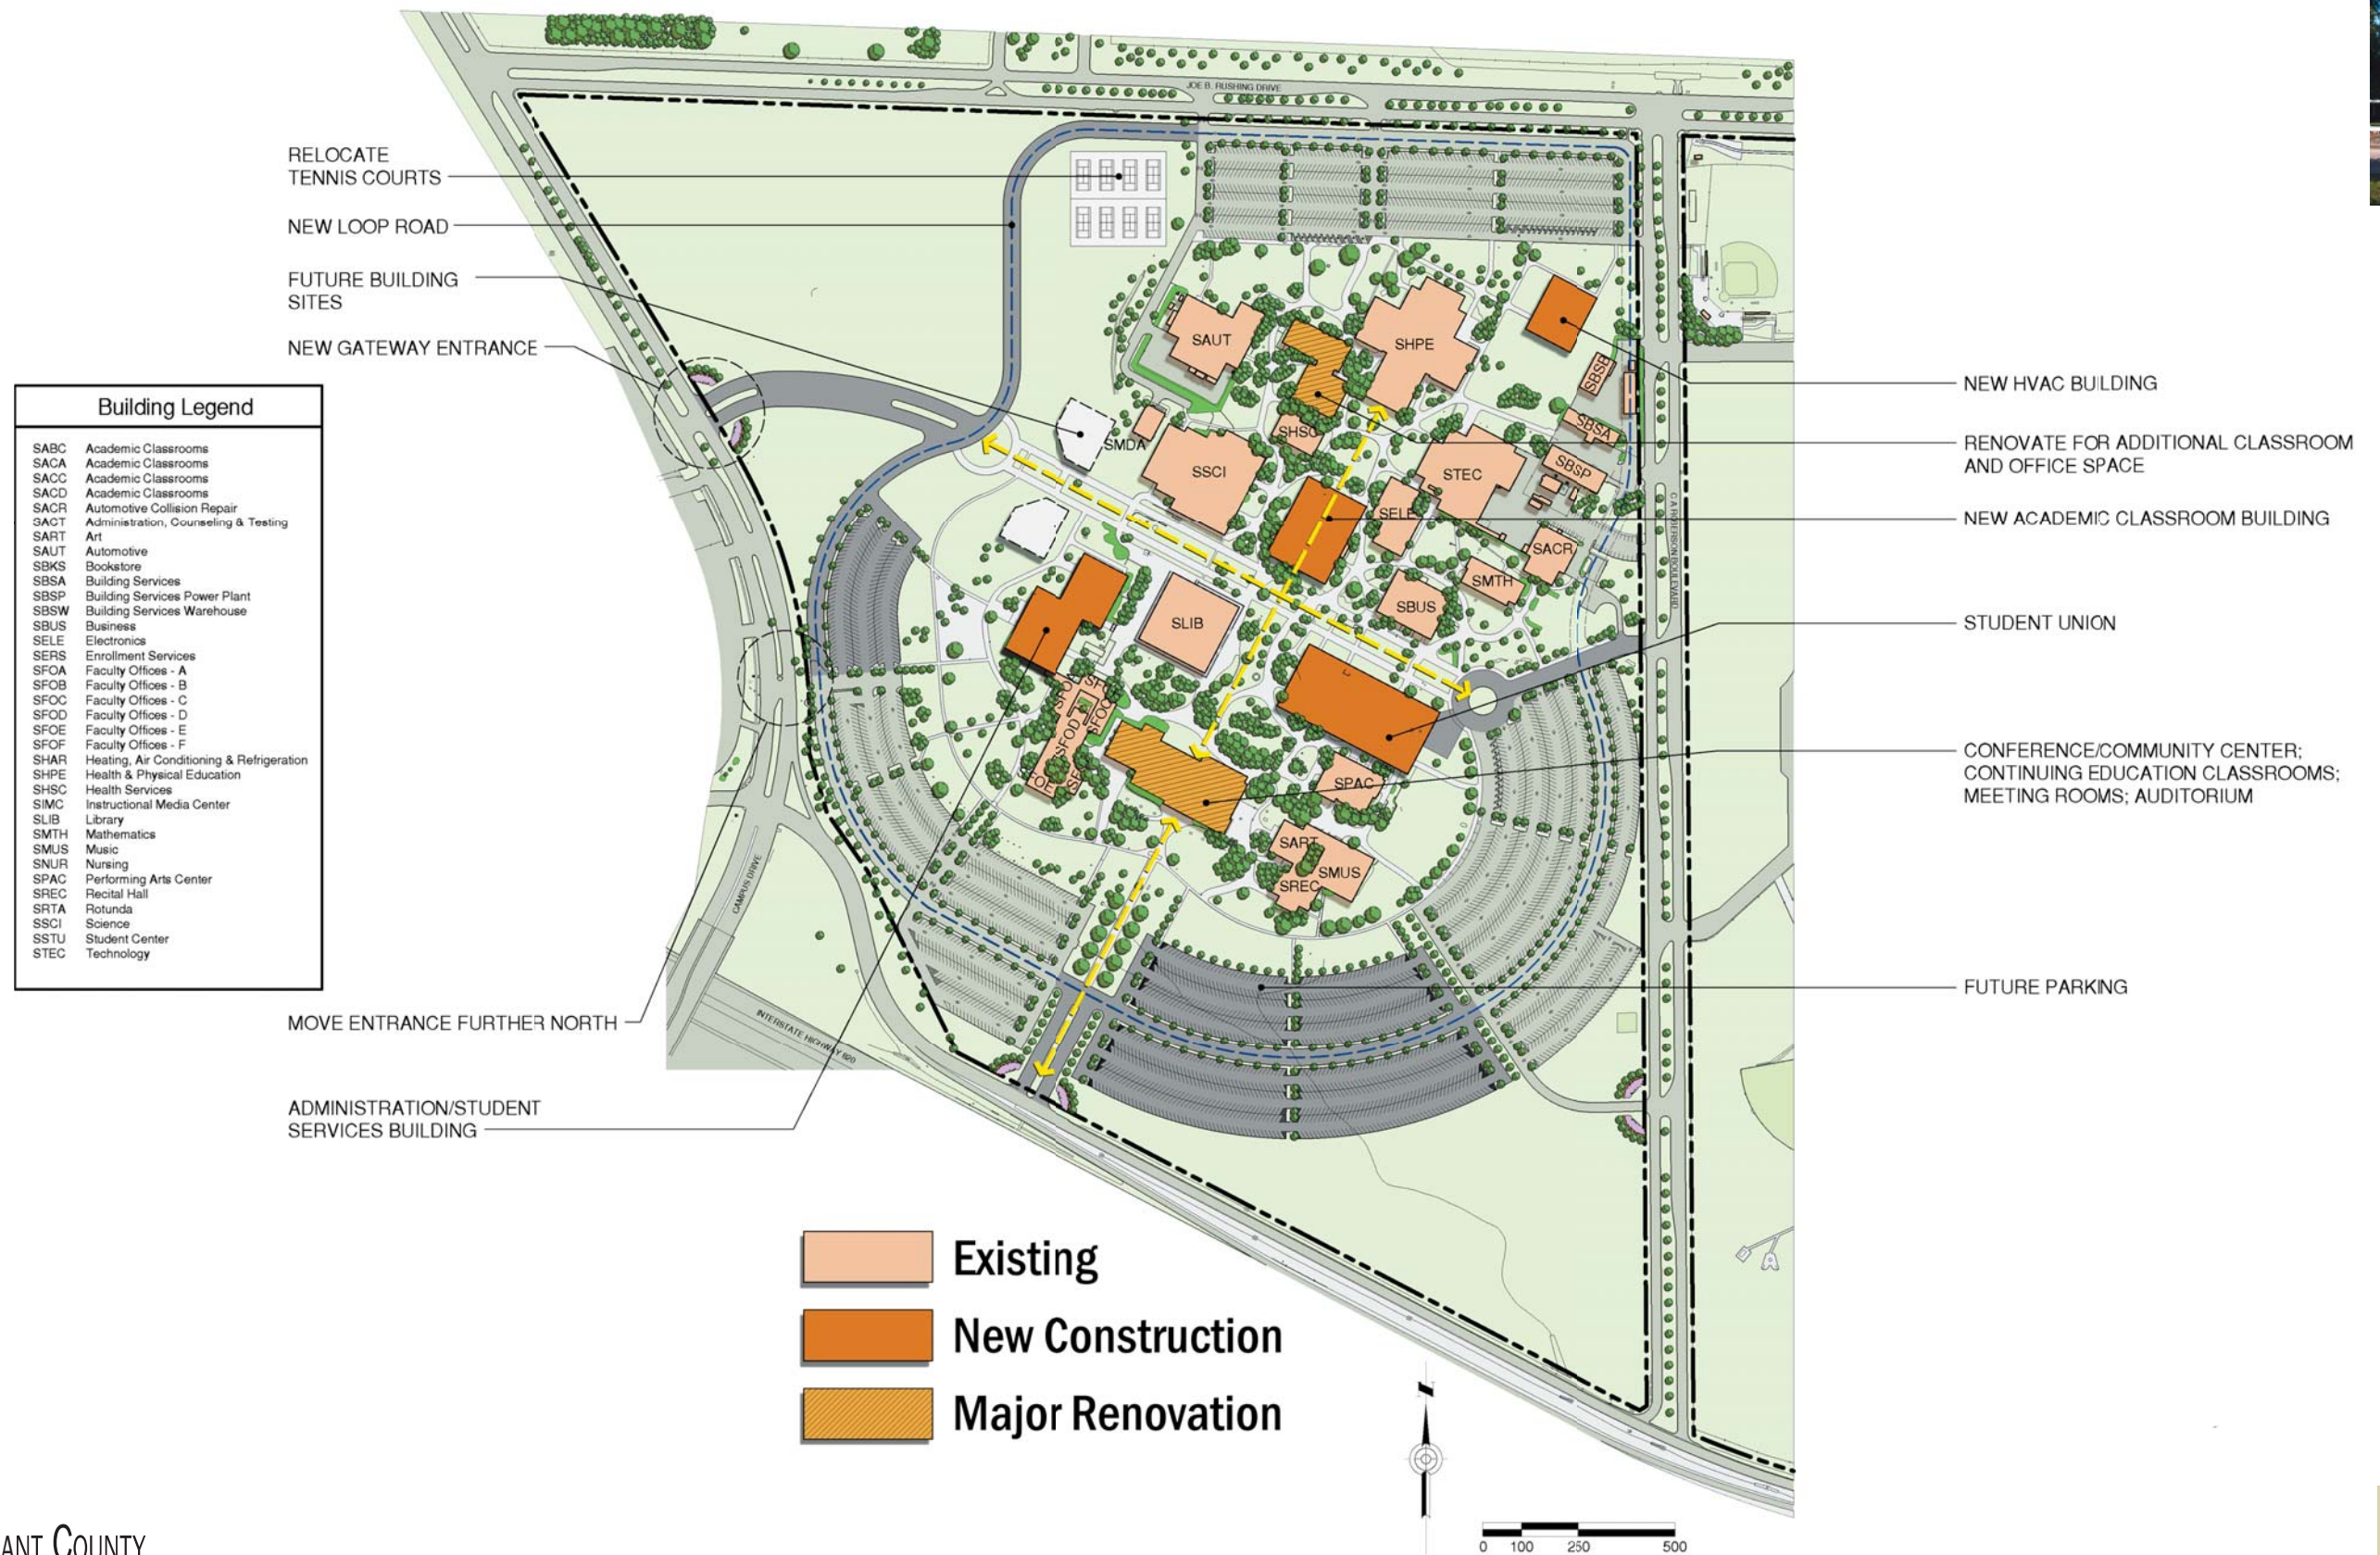 JOE B. RUSHING DRIVE
RELOCATE
TENNIS COURTS
NEW LOOP ROAD
FUTURE BUILDING
SITES
NEW GATEWAY ENTRANCE
Building Legend
SABC Academic Classrooms
SACA Academic Classrooms
SACC Academic Classrooms
SACD Academic Classrooms
SACR Automotive Collision Repair
SACT Administration, Counseling & Testing
SART Art
SAUT Automotive
SBKS Bookstore
SBSA Building Services
SBSP Building Services Power Plant
SBSW Building Services Warehouse
SBUS Business
SELE Electronics
SERS Enrollment Services
SFOA Faculty Offices - A
SFOB Faculty Offices - B
SFOC Faculty Offices - C
SFOD Faculty Offices - D
SFOE Faculty Offices - E
SFOF Faculty Offices - F
SHAR Heating, Air Conditioning & Refrigeration
SHPE Health & Physical Education
SHSC Health Services
SIMC Instructional Media Center
SLIB Library
SMTH Mathematics
SMUS Music
SNUR Nursing
SPAC Performing Arts Center
SREC Recital Hall
SRTA Rotunda
SSCI Science
SSTU Student Center
STEC Technology
MOVE ENTRANCE FURTHER NORTH
ADMINISTRATION/STUDENT
SERVICES BUILDING
SAUT
SHPE
SBSB
SHSC
SBSA
SMDA
SSCI
STEC
SBSP
SELE
SACR
SMTH
SBUS
SLIB
SFOC
SFOD
SFOE
SPAC
SART
SMUS
SREC
CAMPUS DRIVE
INTERSTATE HIGHWAY 820
NEW HVAC BUILDING
RENOVATE FOR ADDITIONAL CLASSROOM
AND OFFICE SPACE
NEW ACADEMIC CLASSROOM BUILDING
STUDENT UNION
CONFERENCE/COMMUNITY CENTER;
CONTINUING EDUCATION CLASSROOMS;
MEETING ROOMS; AUDITORIUM
FUTURE PARKING
Existing
New Construction
Major Renovation
N
0 100 250 500
ANT COUNTY